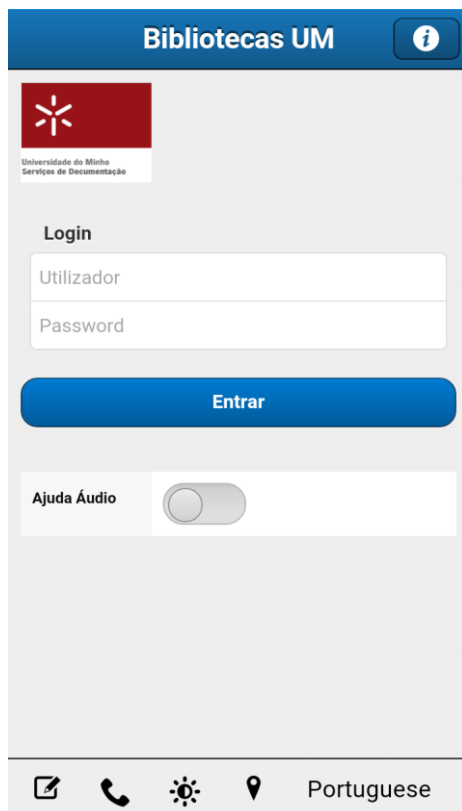 Bibliotecas UM
Universidade do Minho
Serviços de Documentação
Login
Utilizador
Password
Entrar
Ajuda Áudio
Portuguese